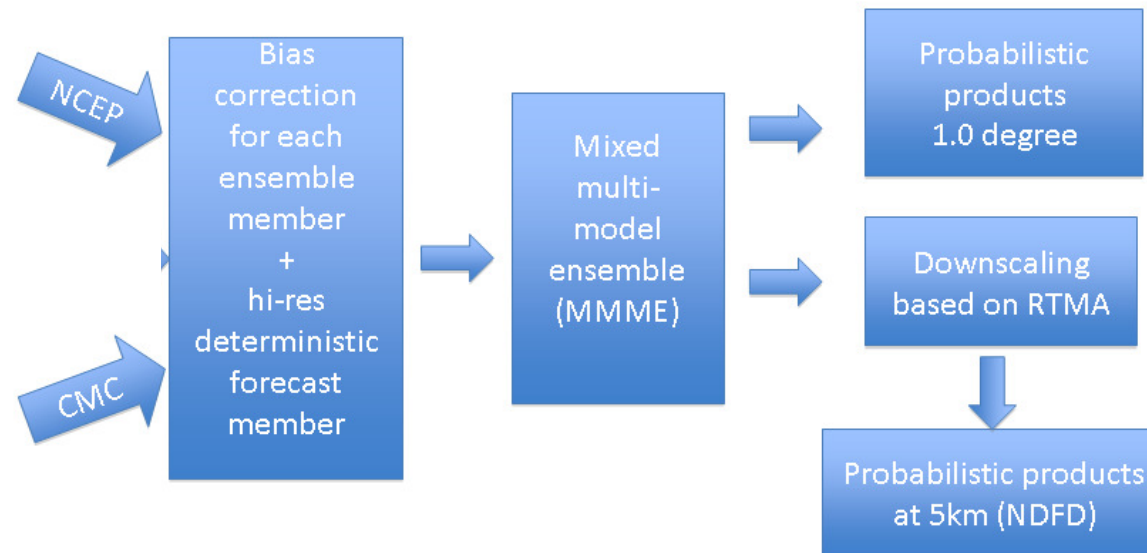 NCEP
CMC
Bias
correction
for each
ensemble
member
+
hi-res
deterministic
forecast
member
Mixed
multi-
model
ensemble
(MMME)
Probabilistic
products
1.0 degree
Downscaling
based on RTMA
Probabilistic products
at 5km (NDFD)